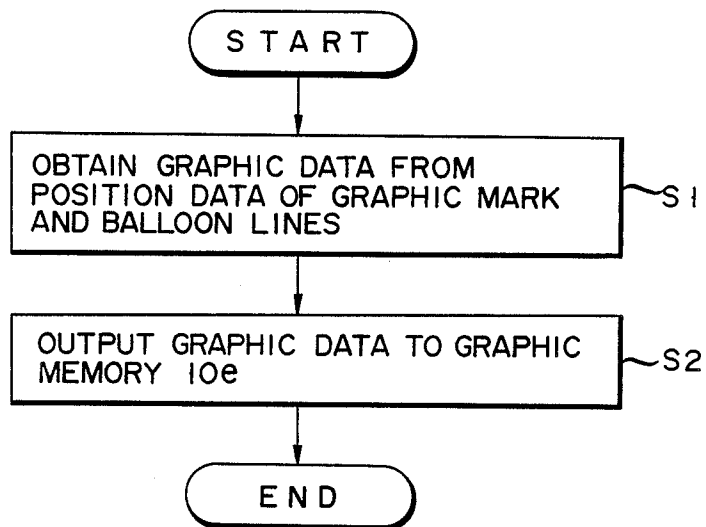 START
OBTAIN GRAPHIC DATA FROM
POSITION DATA OF GRAPHIC MARK
AND BALLOON LINES
S1
OUTPUT GRAPHIC DATA TO GRAPHIC
MEMORY 10e
S2
END